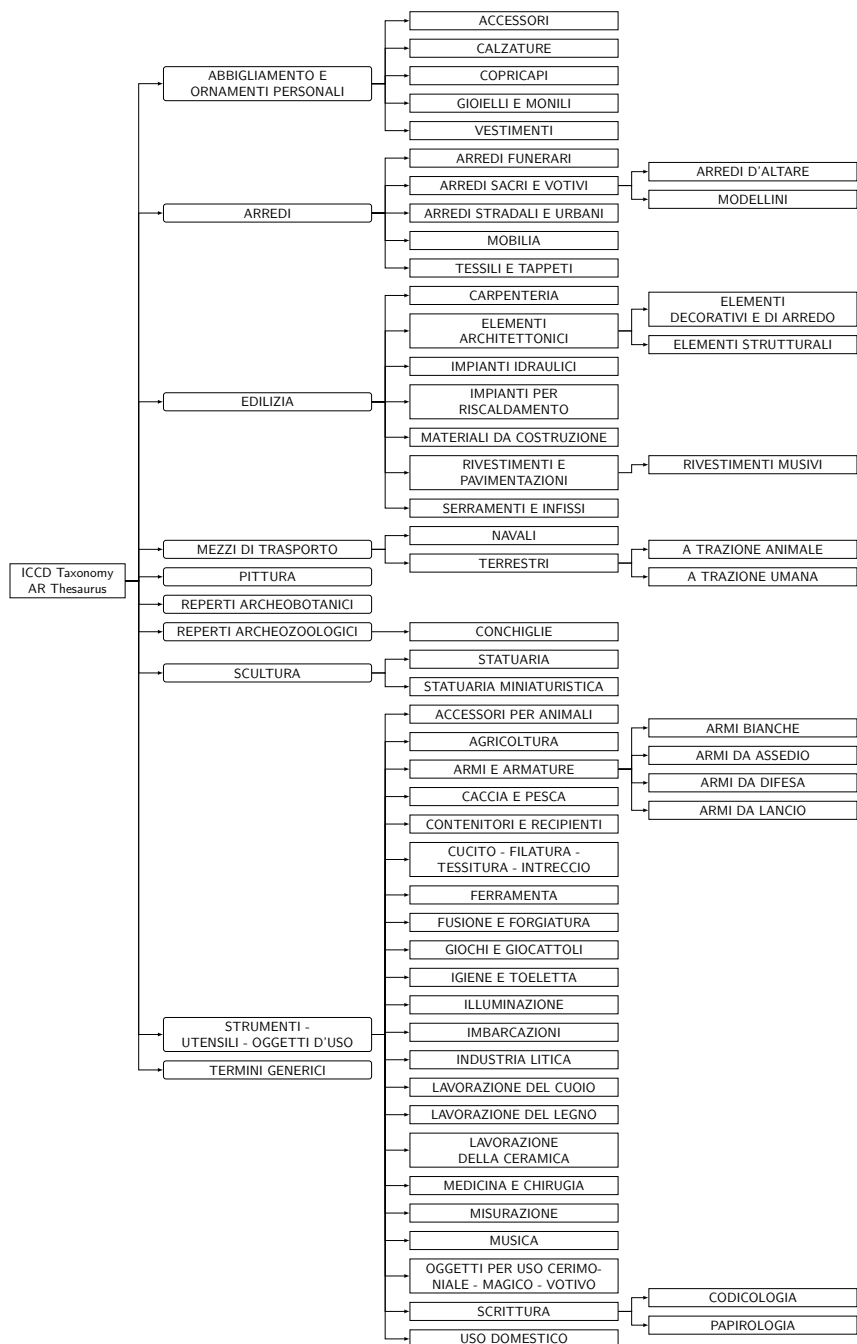 ICCD Taxonomy
AR Thesaurus
ABBIGLIAMENTO E
ORNAMENTI PERSONALI
ACCESSORI
CALZATURE
COPRICAPI
GIOIELLI E MONILI
VESTIMENTI
ARREDI
ARREDI FUNERARI
ARREDI SACRI E VOTIVI
ARREDI D'ALTARE
MODELLINI
ARREDI STRADALI E URBANI
MOBILIA
TESSILI E TAPPETI
EDILIZIA
CARPENTERIA
ELEMENTI
ARCHITETTONICI
ELEMENTI
DECORATIVI E DI ARREDO
ELEMENTI STRUTTURALI
IMPIANTI IDRAULICI
IMPIANTI PER
RISCALDAMENTO
MATERIALI DA COSTRUZIONE
RIVESTIMENTI E
PAVIMENTAZIONI
RIVESTIMENTI MUSIVI
SERRAMENTI E INFISSI
MEZZI DI TRASPORTO
NAVALI
TERRESTRI
A TRAZIONE ANIMALE
A TRAZIONE UMANA
PITTURA
REPERTI ARCHEOBOTANICI
REPERTI ARCHEOZOOLOGICI
CONCHIGLIE
SCULTURA
STATUARIA
STATUARIA MINIATURISTICA
STRUMENTI -
UTENSILI - OGGETTI D'USO
ACCESSORI PER ANIMALI
AGRICOLTURA
ARMI E ARMATURE
ARMI BIANCHE
ARMI DA ASSEDIO
ARMI DA DIFESA
ARMI DA LANCIO
CACCIA E PESCA
CONTENITORI E RECIPIENTI
CUCITO - FILATURA -
TESSITURA - INTRECCIO
FERRAMENTA
FUSIONE E FORGIATURA
GIOCHI E GIOCATTOLI
IGIENE E TOELETTA
ILLUMINAZIONE
IMBARCAZIONI
INDUSTRIA LITICA
LAVORAZIONE DEL CUOIO
LAVORAZIONE DEL LEGNO
LAVORAZIONE
DELLA CERAMICA
MEDICINA E CHIRUGIA
MISURAZIONE
MUSICA
OGGETTI PER USO CERIMO-
NIALE - MAGICO - VOTIVO
SCRITTURA
CODICOLOGIA
PAPIROLOGIA
USO DOMESTICO
TERMINI GENERICI